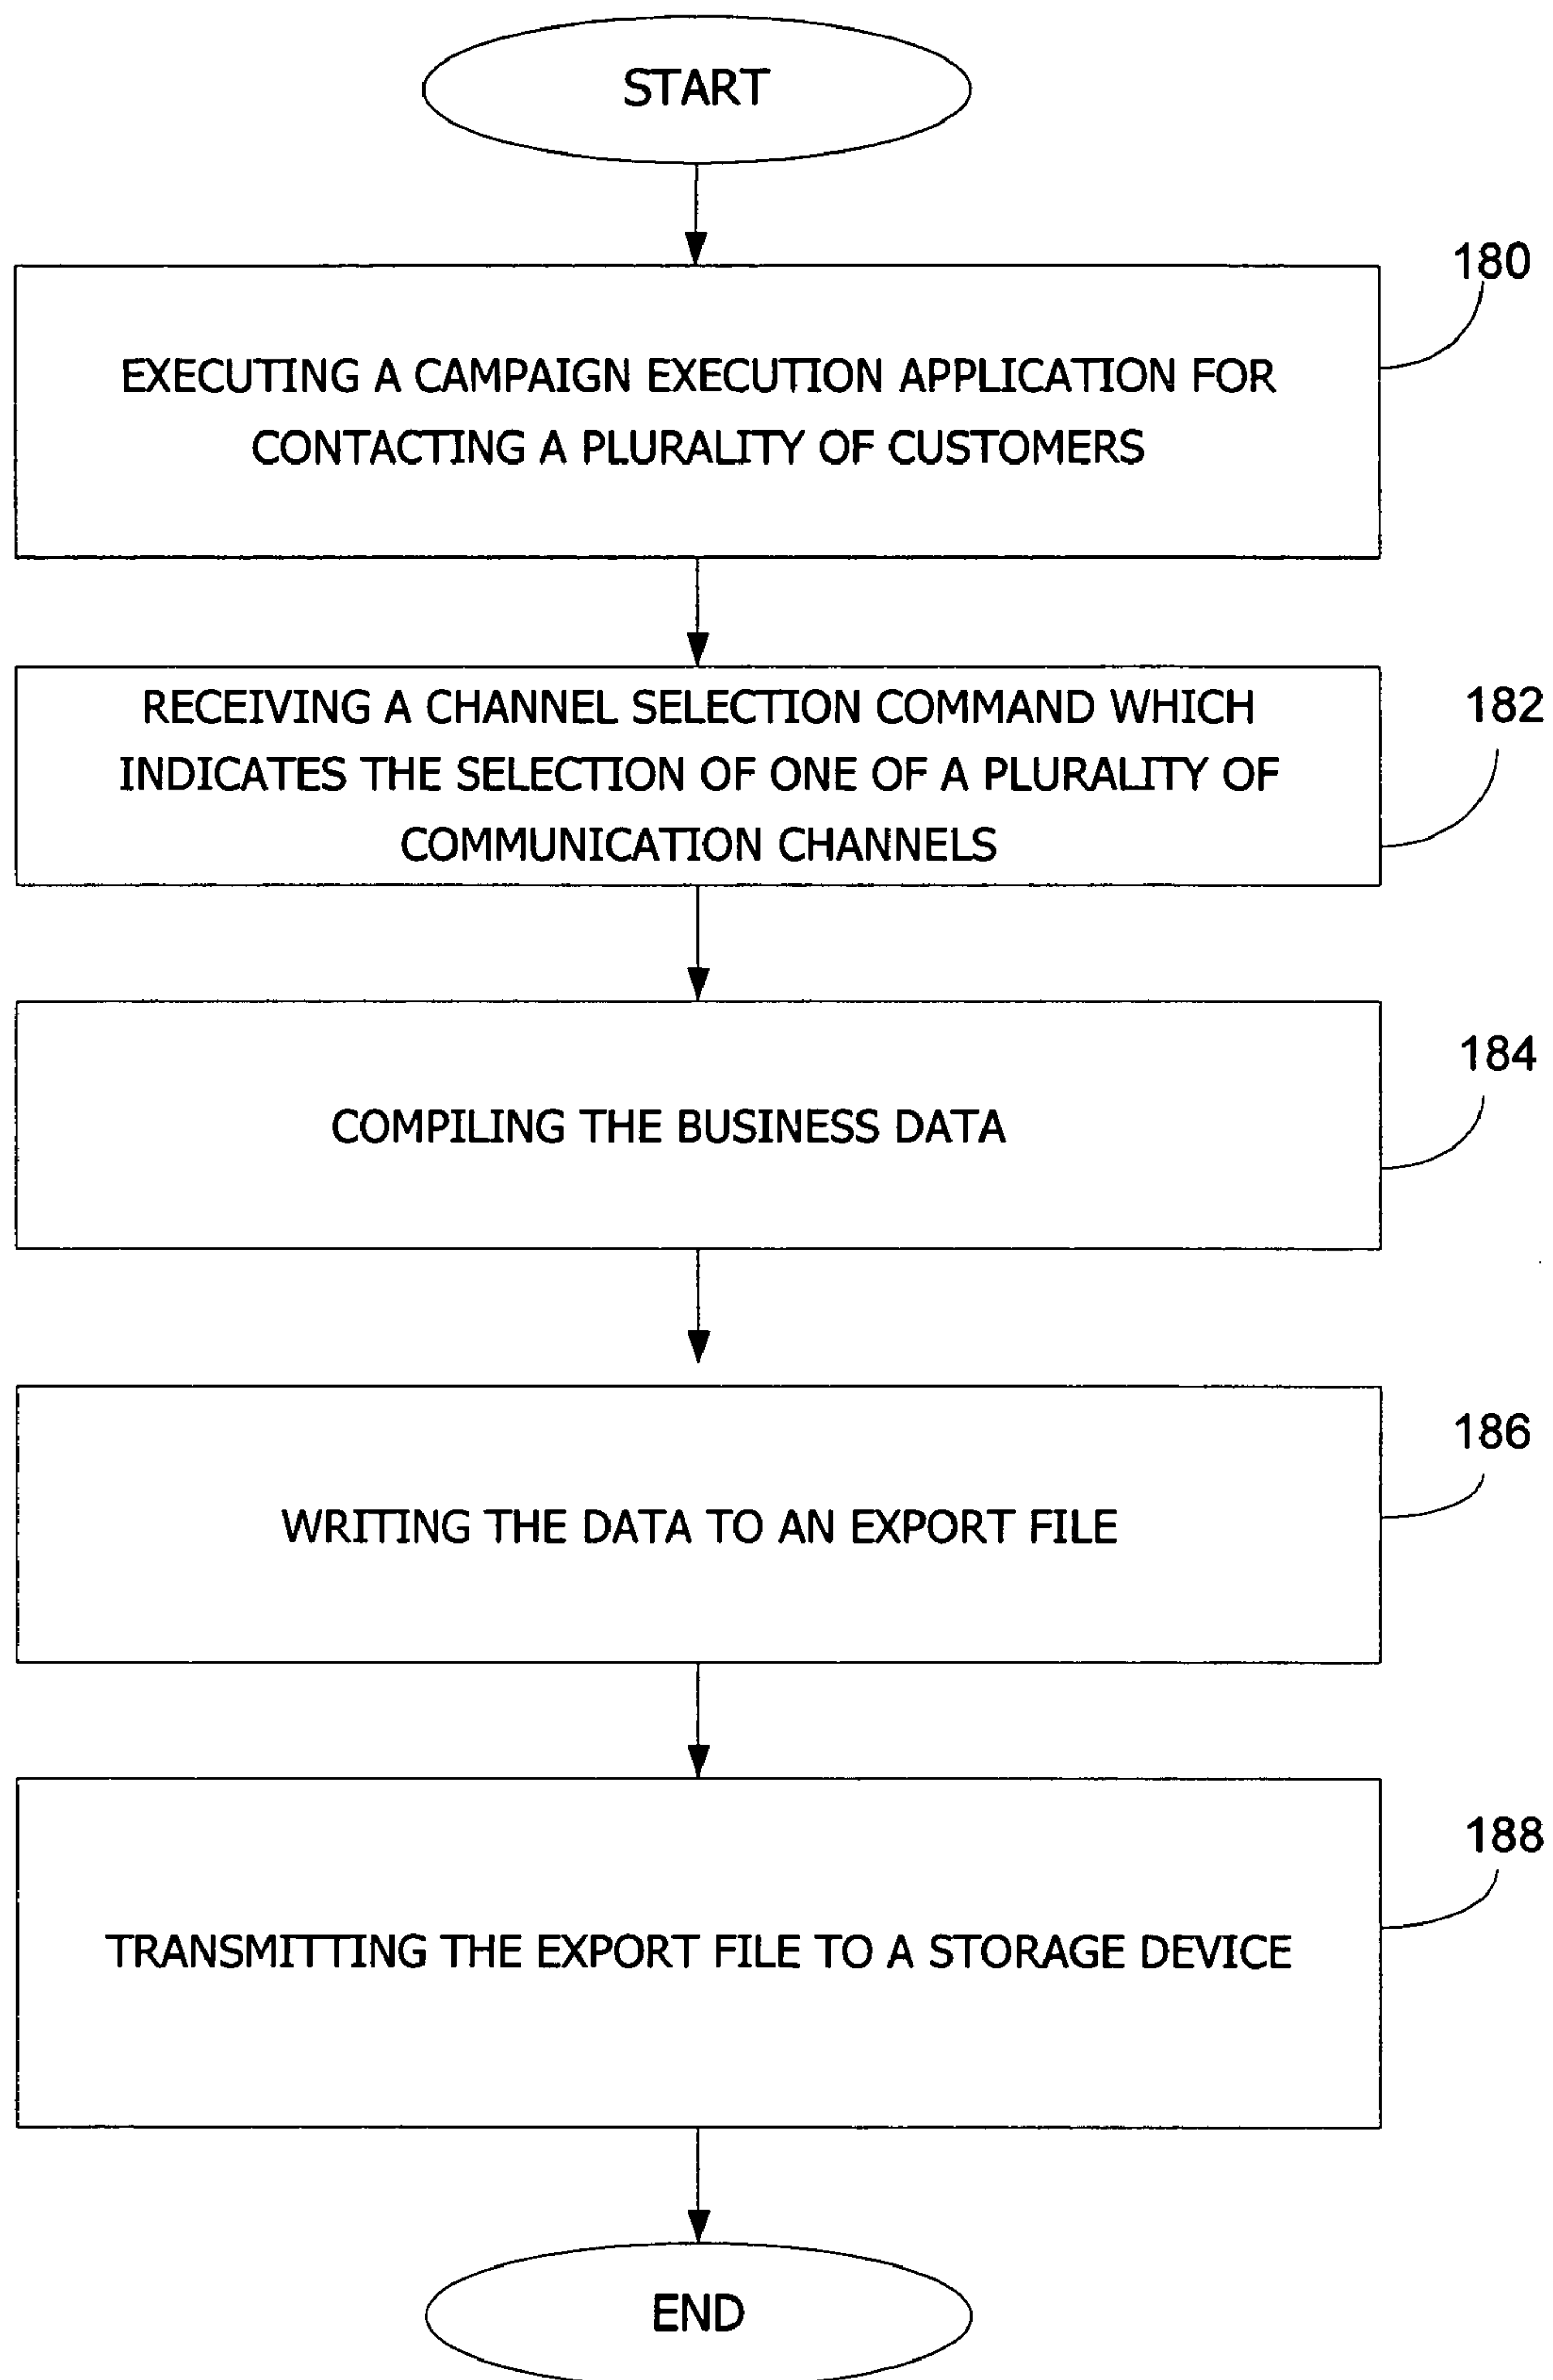 START
180
EXECUTING A CAMPAIGN EXECUTION APPLICATION FOR
CONTACTING A PLURALITY OF CUSTOMERS
182
RECEIVING A CHANNEL SELECTION COMMAND WHICH
INDICATES THE SELECTION OF ONE OF A PLURALITY OF
COMMUNICATION CHANNELS
184
COMPILING THE BUSINESS DATA
186
WRITING THE DATA TO AN EXPORT FILE
188
TRANSMITTING THE EXPORT FILE TO A STORAGE DEVICE
END